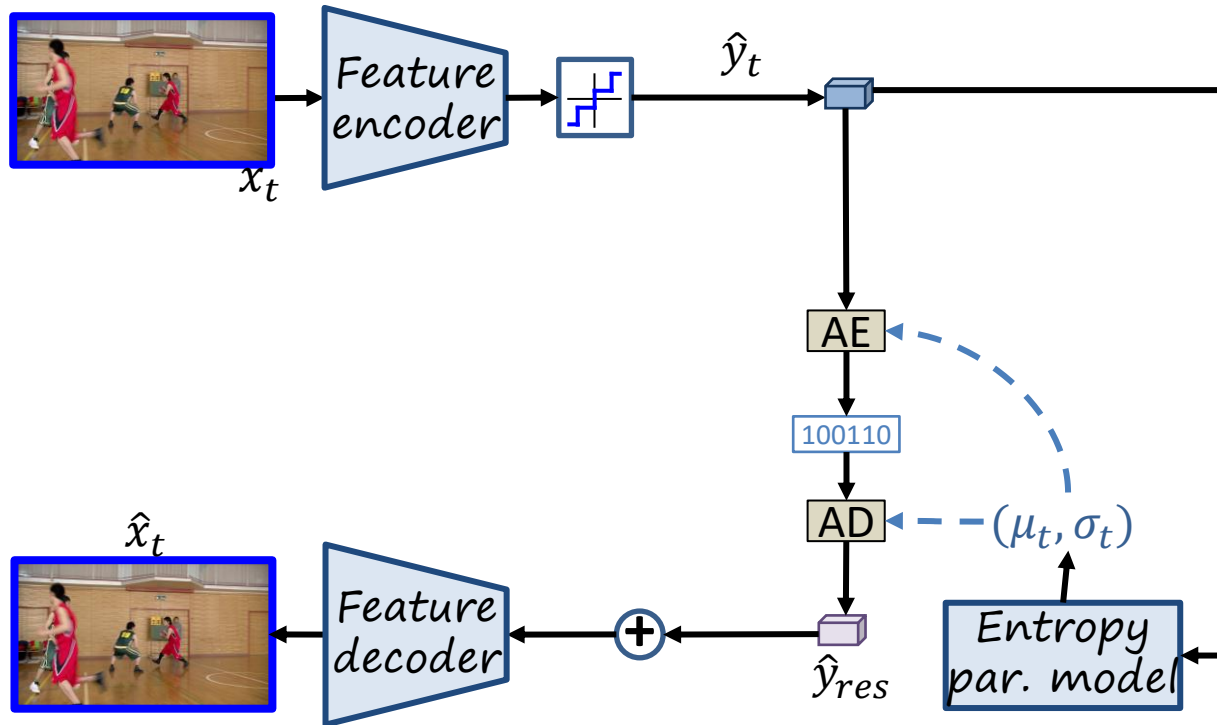 Feature
encoder
ŷ_t
x_t
AE
100110
AD
(μ_t, σ_t)
x̂_t
Feature
decoder
+
ŷ_res
Entropy
par. model